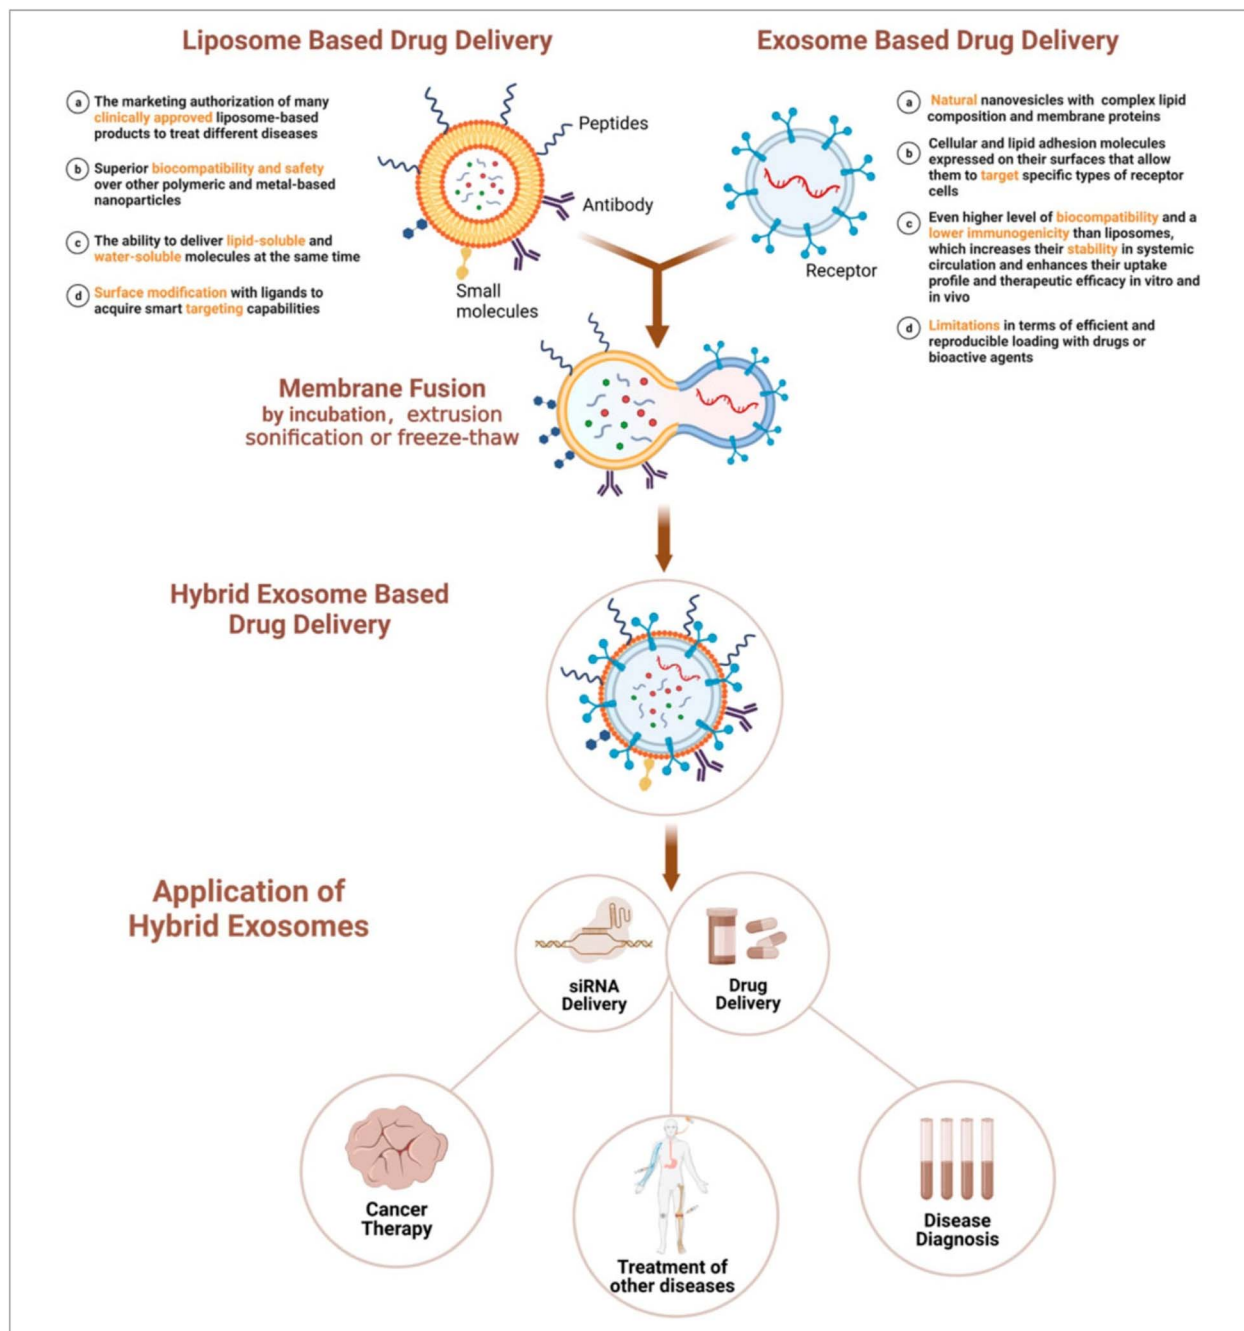 Liposome Based Drug Delivery
a The marketing authorization of many
clinically approved liposome-based
products to treat different diseases
b Superior biocompatibility and safety
over other polymeric and metal-based
nanoparticles
c The ability to deliver lipid-soluble and
water-soluble molecules at the same time
d Surface modification with ligands to
acquire smart targeting capabilities
Peptides
Antibody
Small
molecules
Exosome Based Drug Delivery
a Natural nanovesicles with complex lipid
composition and membrane proteins
b Cellular and lipid adhesion molecules
expressed on their surfaces that allow
them to target specific types of receptor
cells
c Even higher level of biocompatibility and a
lower immunogenicity than liposomes,
which increases their stability in systemic
circulation and enhances their uptake
profile and therapeutic efficacy in vitro and
in vivo
d Limitations in terms of efficient and
reproducible loading with drugs or
bioactive agents
Receptor
Membrane Fusion
by incubation, extrusion
sonification or freeze-thaw
Hybrid Exosome Based
Drug Delivery
Application of
Hybrid Exosomes
siRNA
Delivery
Drug
Delivery
Cancer
Therapy
Treatment of
other diseases
Disease
Diagnosis